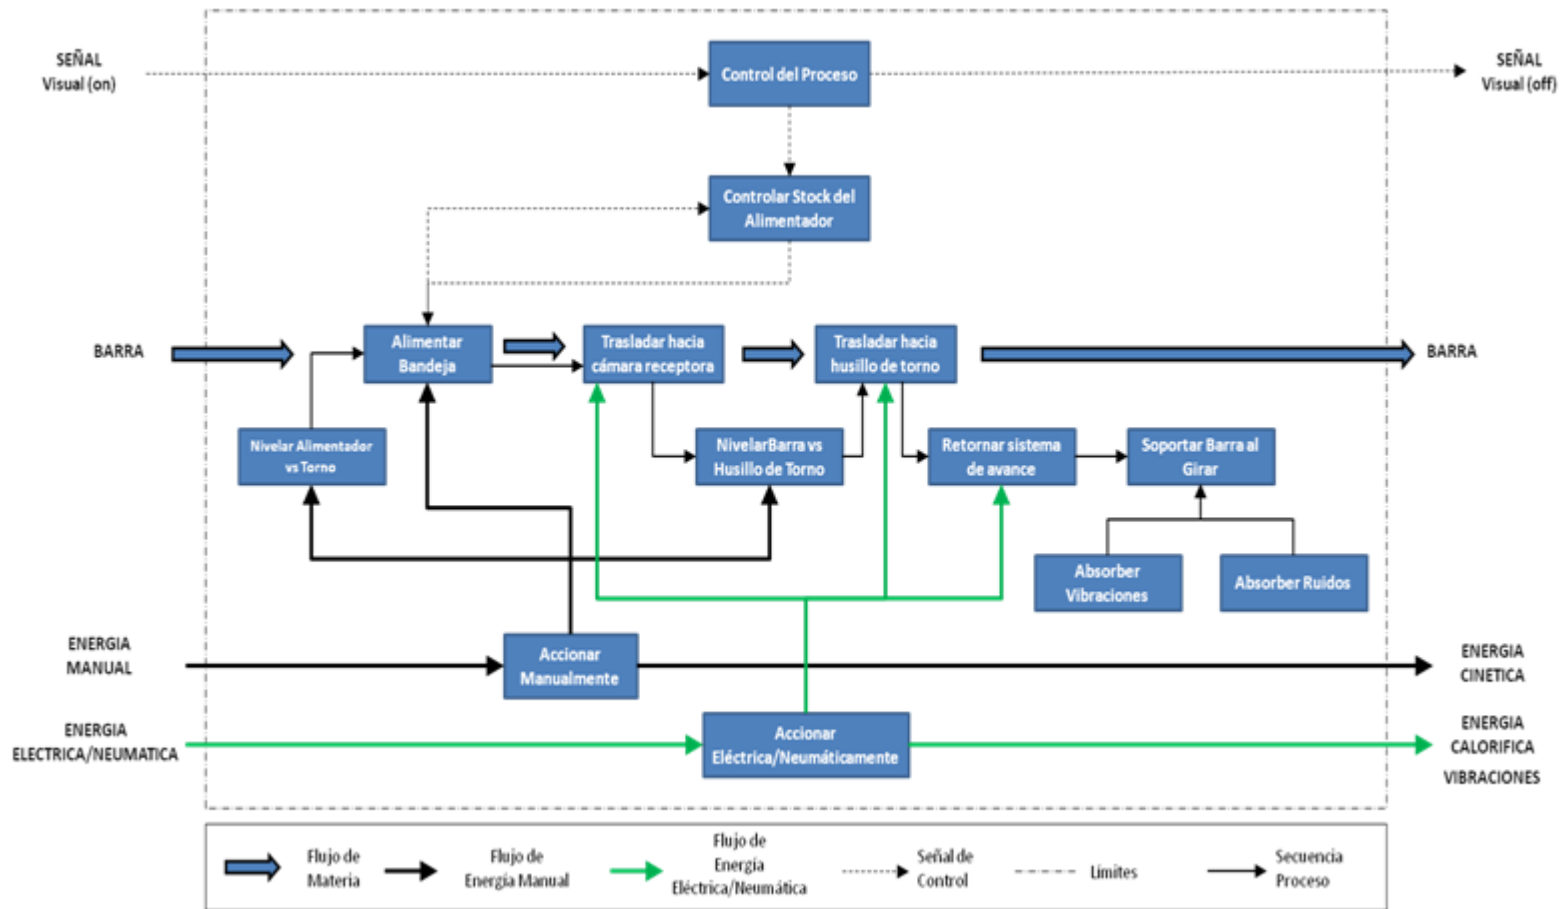 SEÑAL
Visual (on)
Control del Proceso
SEÑAL
Visual (off)
Controlar Stock del
Alimentador
BARRA
Alimentar
Bandeja
Trasladar hacia
cámara receptora
Trasladar hacia
husillo de torno
BARRA
Nivelar Alimentador
vs Torno
NivelarBarra vs
Husillo de Torno
Retornar sistema
de avance
Soportar Barra al
Girar
Absorber
Vibraciones
Absorber Ruidos
ENERGIA
MANUAL
Accionar
Manualmente
ENERGIA
CINETICA
ENERGIA
ELECTRICA/NEUMATICA
Accionar
Eléctrica/Neumáticamente
ENERGIA
CALORIFICA
VIBRACIONES
Flujo de
Materia
Flujo de
Energía Manual
Flujo de
Energía
Eléctrica/Neumática
Señal de
Control
Límites
Secuencia
Proceso